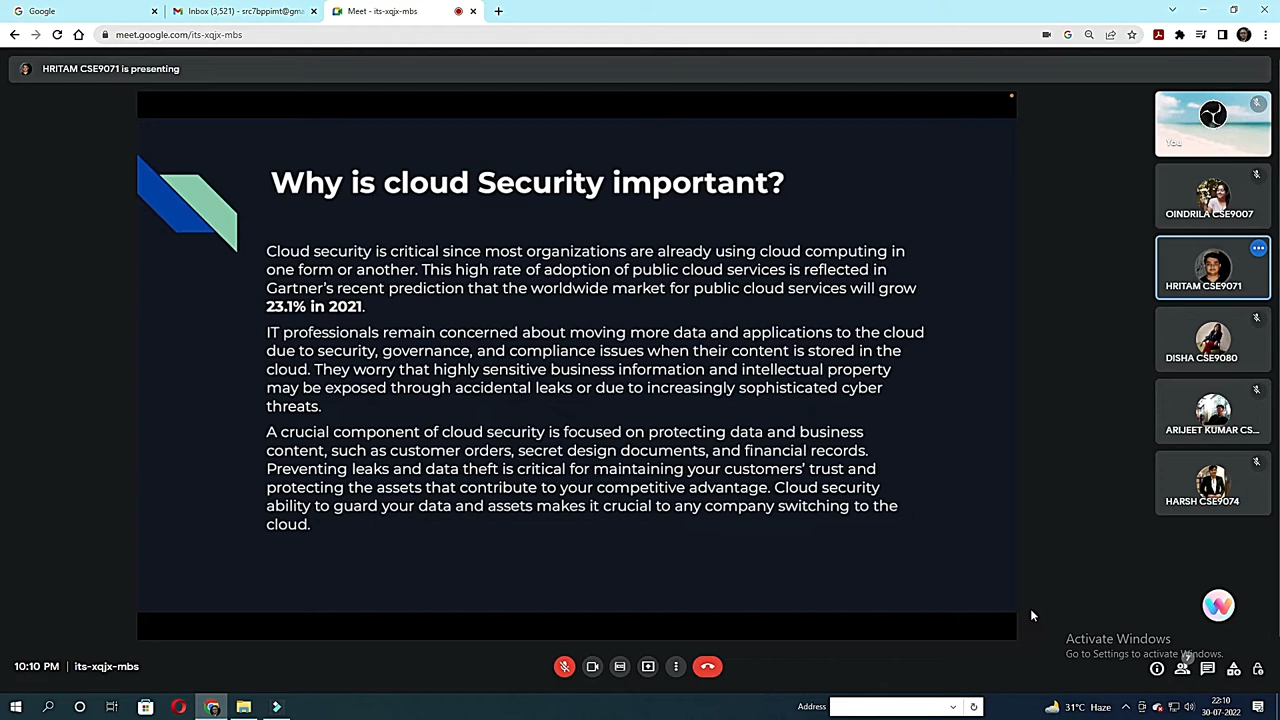 Google
Inbox (3,521) - src7bppimt@gma
Meet - its-xqjx-mbs
meet.google.com/its-xqjx-mbs
HRITAM CSE9071 is presenting
Why is cloud Security important?
Cloud security is critical since most organizations are already using cloud computing in
one form or another. This high rate of adoption of public cloud services is reflected in
Gartner's recent prediction that the worldwide market for public cloud services will grow
23.1% in 2021.
IT professionals remain concerned about moving more data and applications to the cloud
due to security, governance, and compliance issues when their content is stored in the
cloud. They worry that highly sensitive business information and intellectual property
may be exposed through accidental leaks or due to increasingly sophisticated cyber
threats.
A crucial component of cloud security is focused on protecting data and business
content, such as customer orders, secret design documents, and financial records.
Preventing leaks and data theft is critical for maintaining your customers' trust and
protecting the assets that contribute to your competitive advantage. Cloud security
ability to guard your data and assets makes it crucial to any company switching to the
cloud.
You
OINDRILA CSE9007
HRITAM CSE9071
DISHA CSE9080
ARIJEET KUMAR CS...
HARSH CSE9074
Activate Windows
Go to Settings to activate Windows.
10:10 PM | its-xqjx-mbs
7
Address
31°C Haze
22:10
30-07-2022